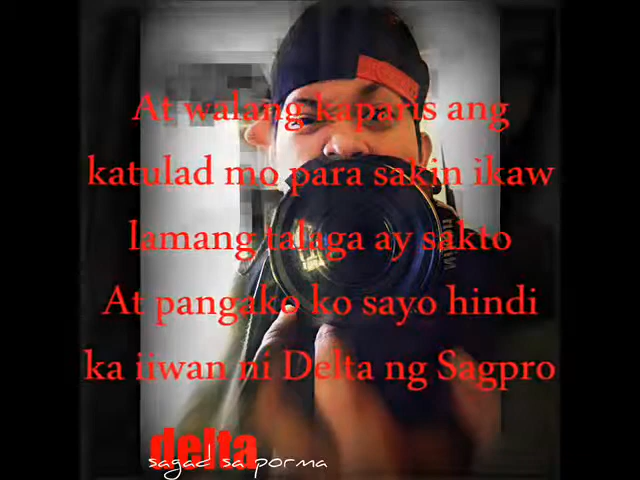 At walang kaparis ang
katulad mo para sakin ikaw
lamang talaga ay sakto
At pangako ko sayo hindi
ka iiwan ni Delta ng Sagpro
delta
sagad sa porma